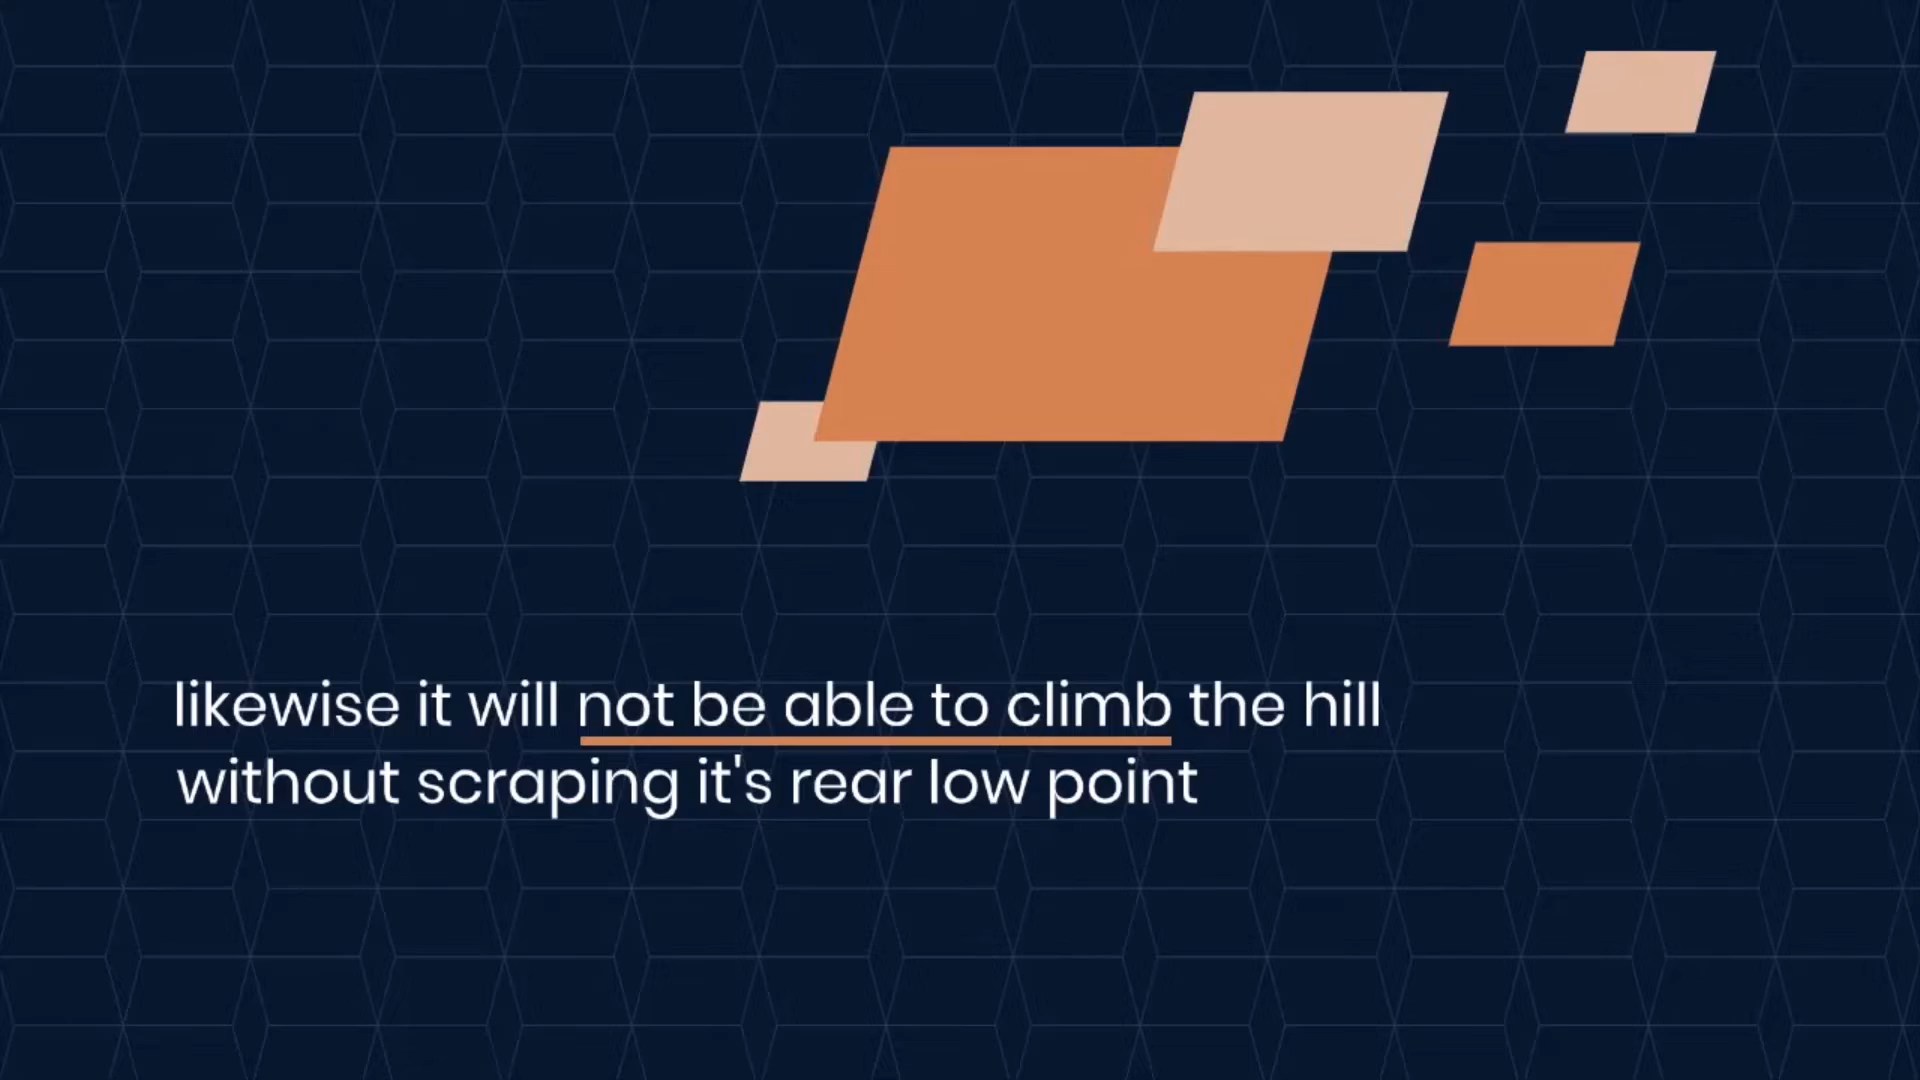 likewise it will not be able to climb the hill
without scraping it's rear low point